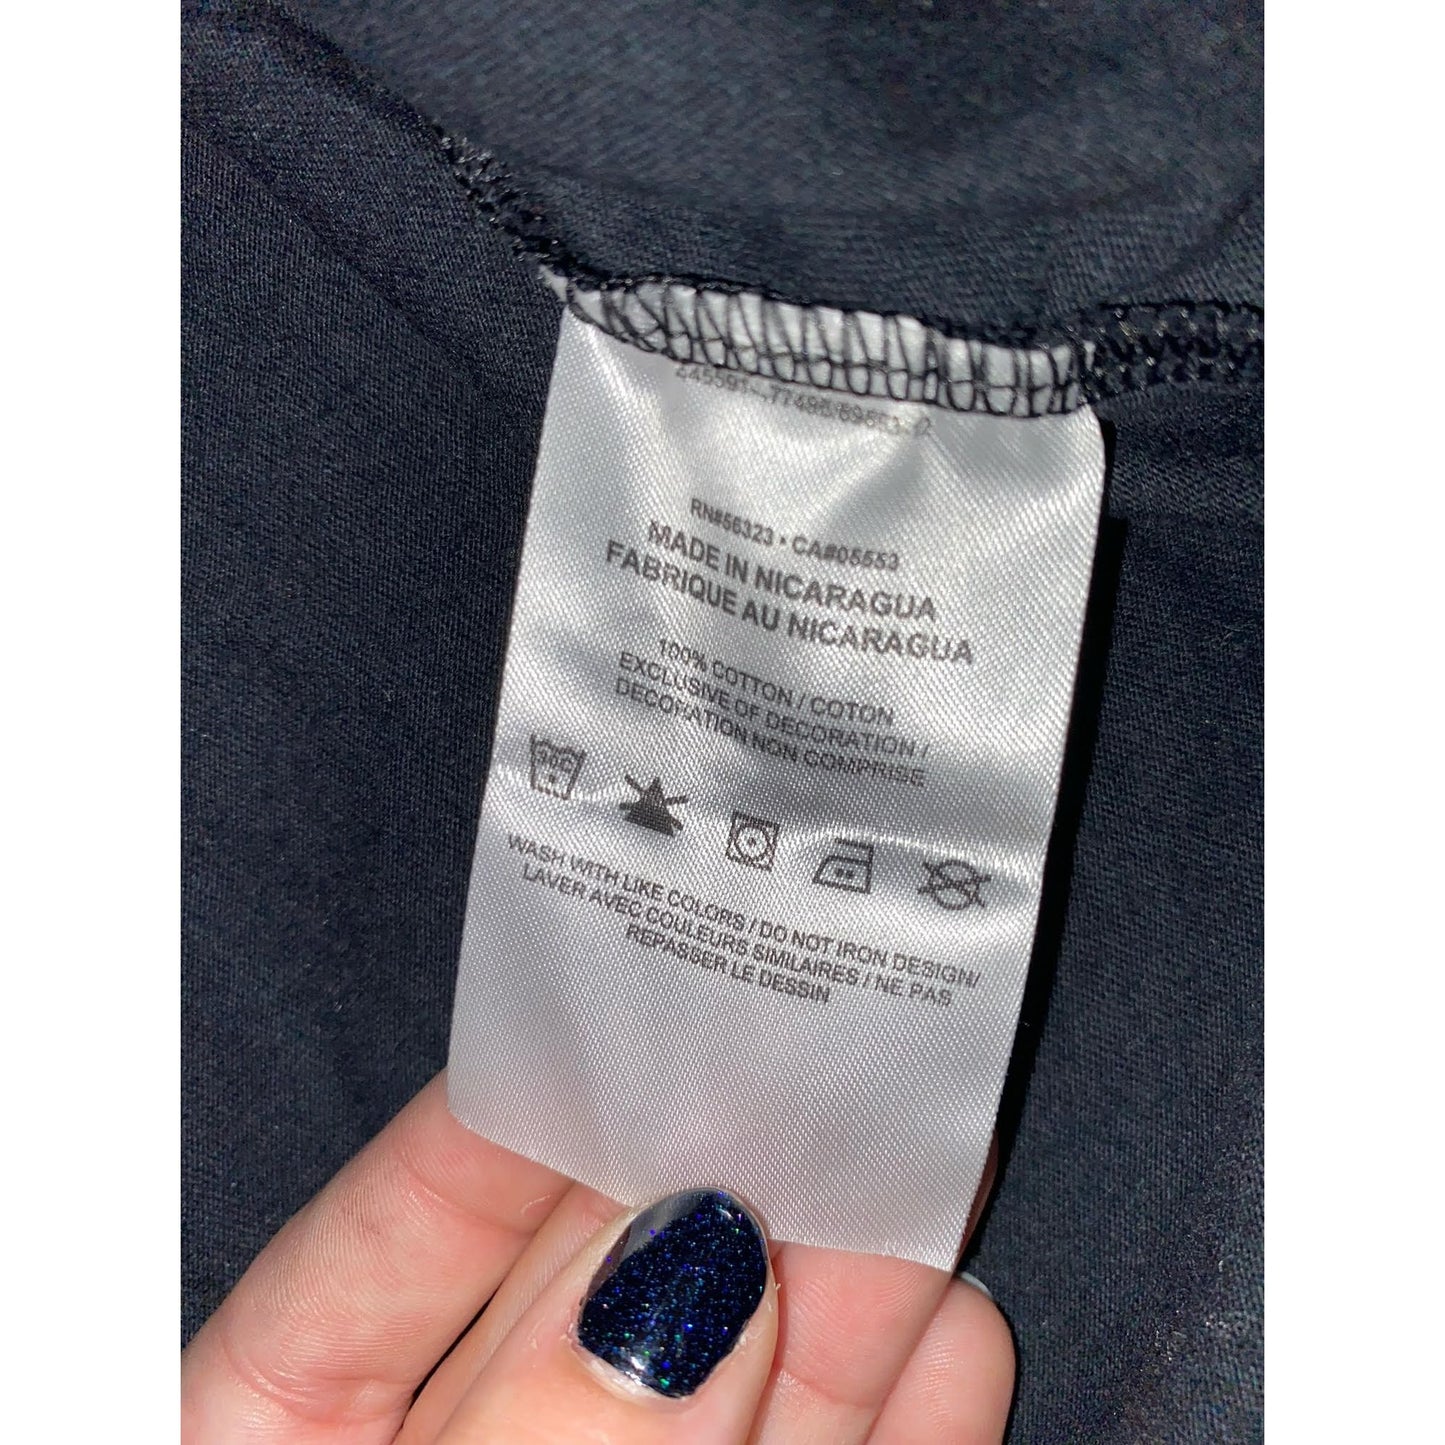 RN#56323 • CA#05553
MADE IN NICARAGUA
FABRIQUE AU NICARAGUA
100% COTTON / COTON
EXCLUSIVE OF DECORATION /
DECORATION NON COMPRISE
30C
WASH WITH LIKE COLORS / DO NOT IRON DESIGN/
LAVER AVEC COULEURS SIMILAIRES / NE PAS
REPASSER LE DESSIN